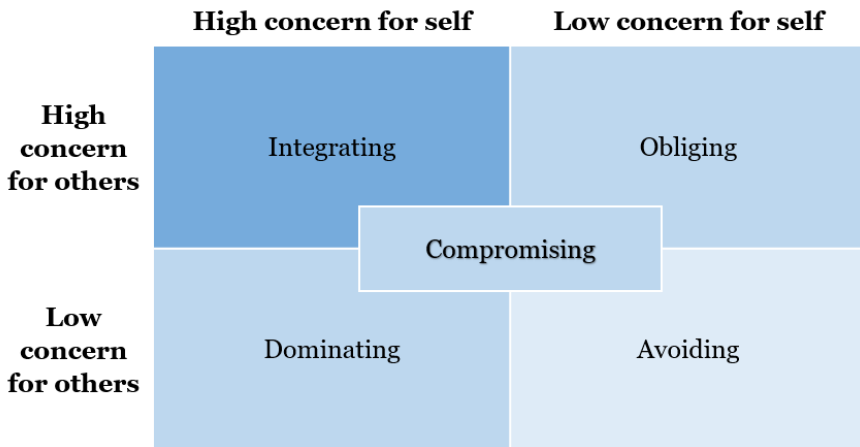 High concern for self
Low concern for self
High
concern
for others
Integrating
Obliging
Compromising
Low
concern
for others
Dominating
Avoiding